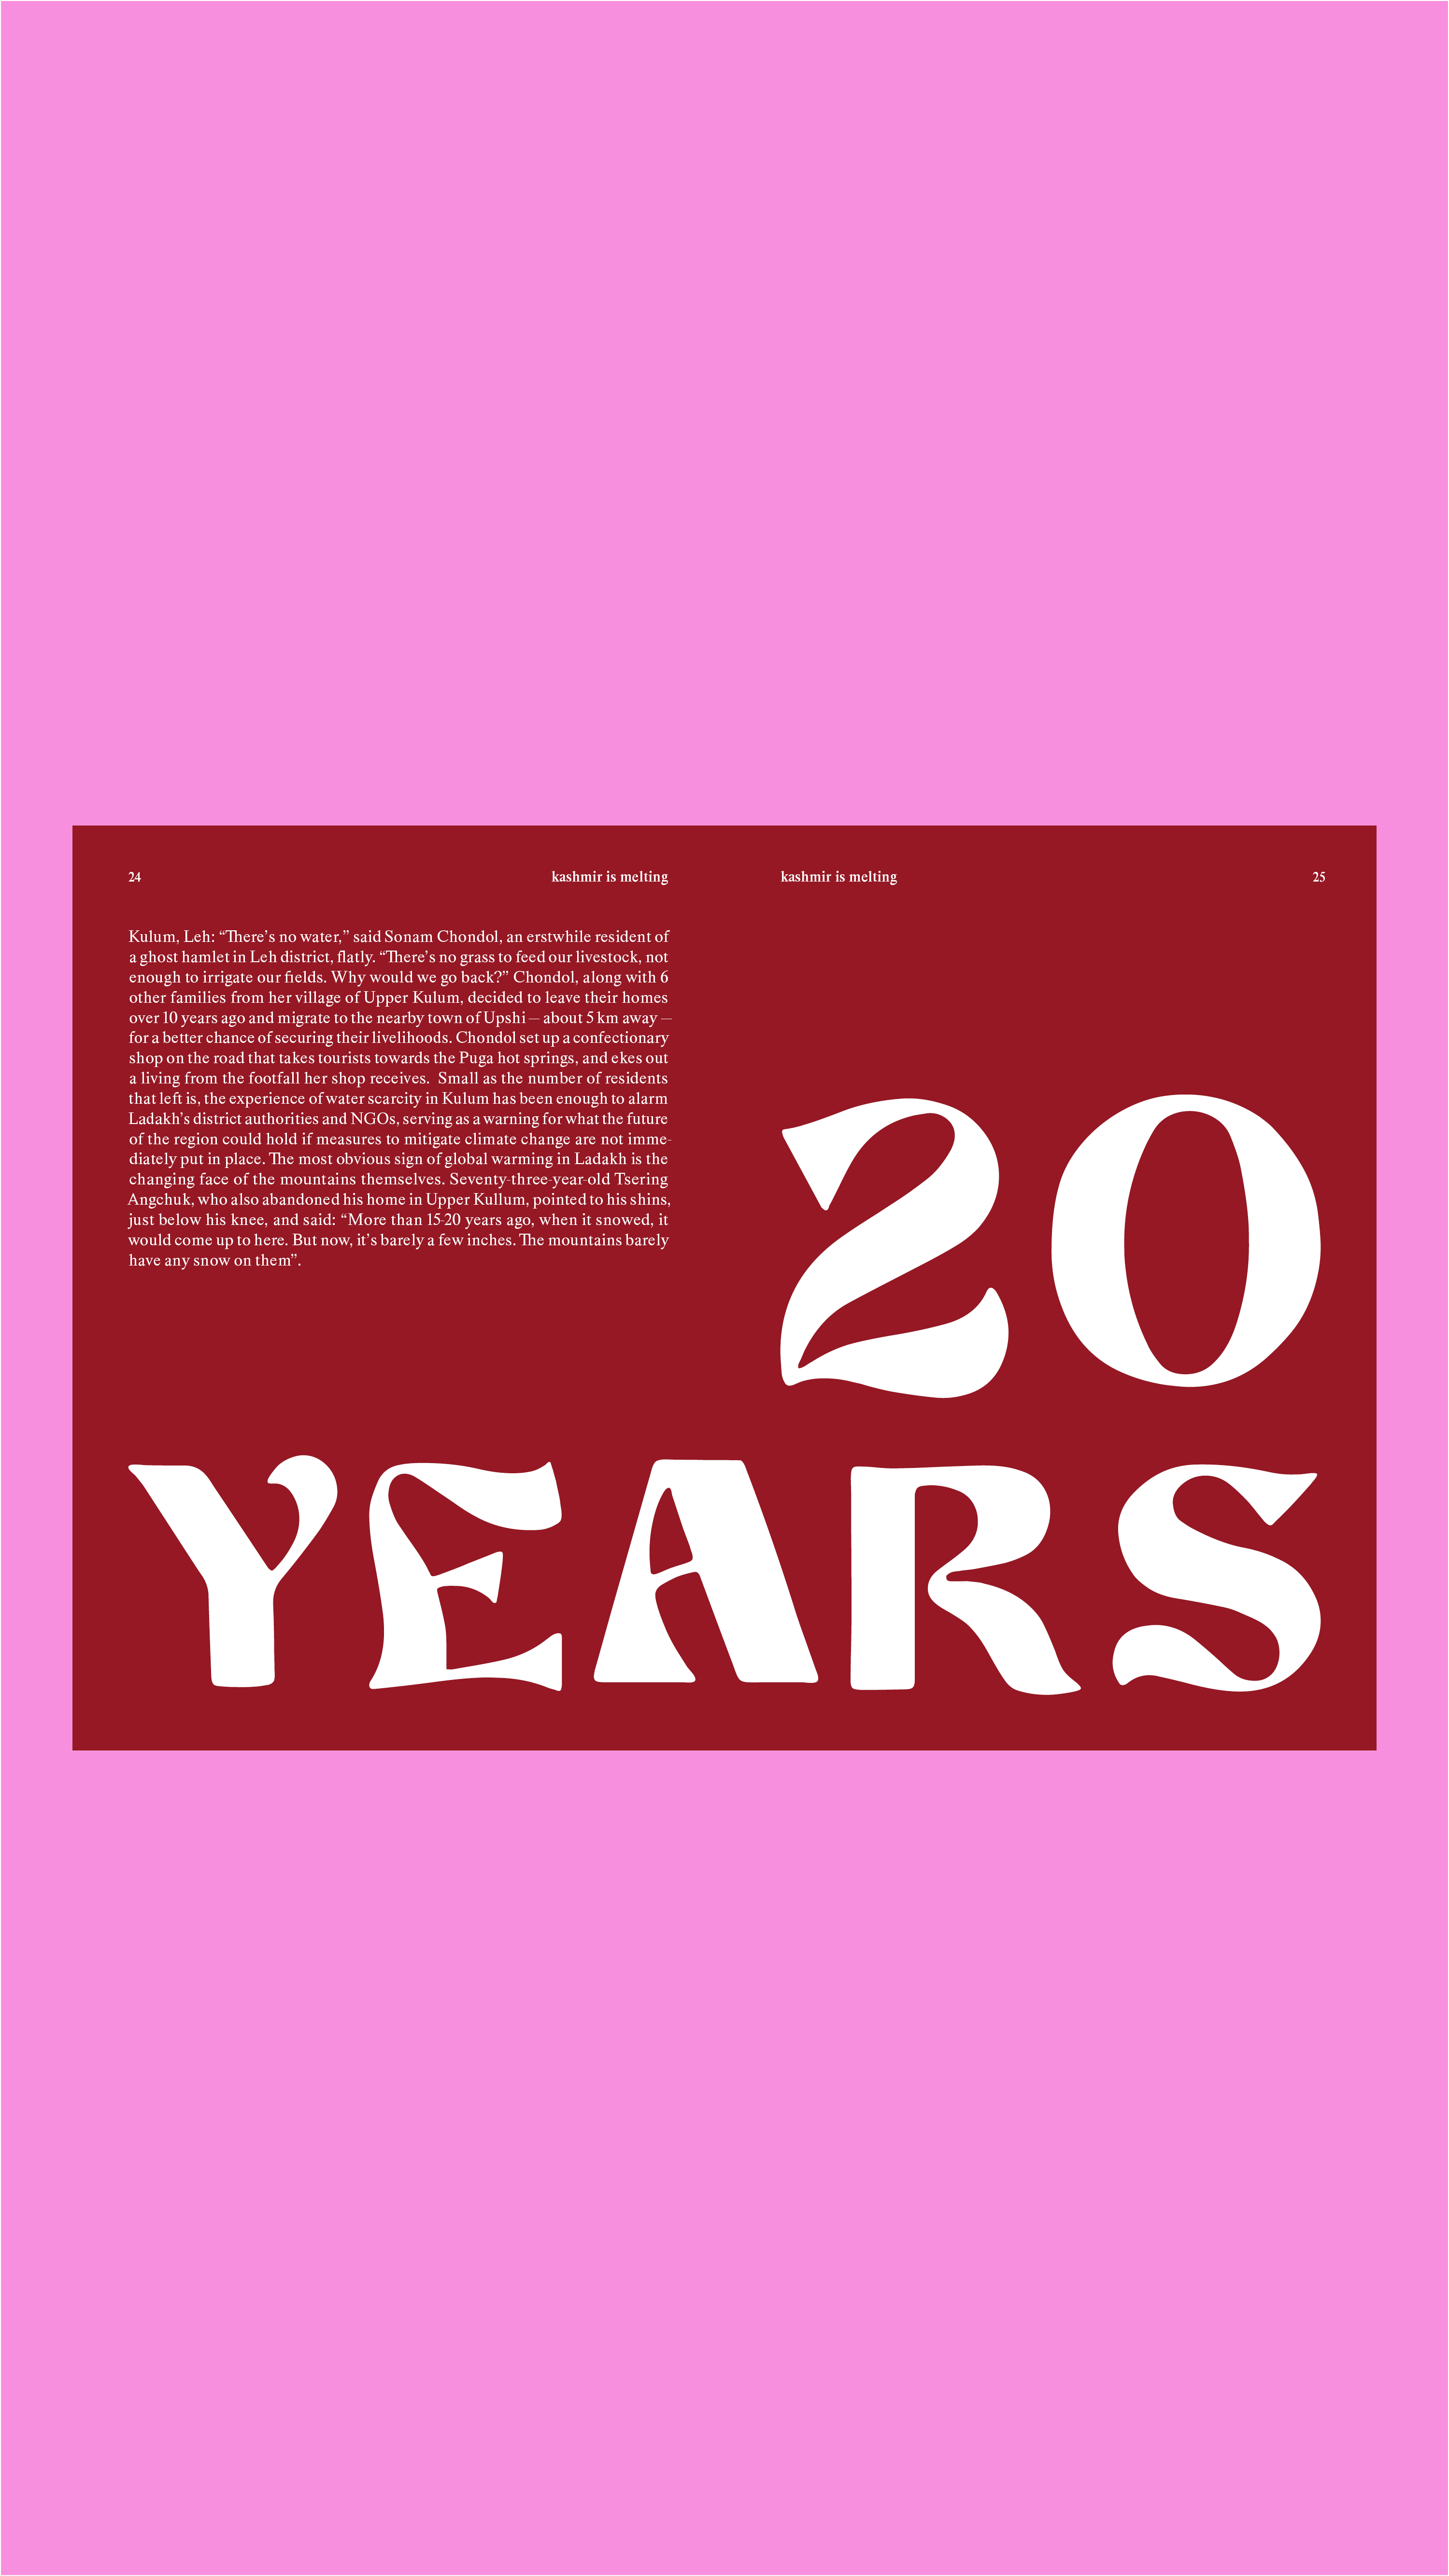 24
kashmir is melting
kashmir is melting
25
Kulum, Leh: “There’s no water,” said Sonam Chondol, an erstwhile resident of
a ghost hamlet in Leh district, flatly. “There’s no grass to feed our livestock, not
enough to irrigate our fields. Why would we go back?” Chondol, along with 6
other families from her village of Upper Kulum, decided to leave their homes
over 10 years ago and migrate to the nearby town of Upshi — about 5 km away —
for a better chance of securing their livelihoods. Chondol set up a confectionary
shop on the road that takes tourists towards the Puga hot springs, and ekes out
a living from the footfall her shop receives.  Small as the number of residents
that left is, the experience of water scarcity in Kulum has been enough to alarm
Ladakh’s district authorities and NGOs, serving as a warning for what the future
of the region could hold if measures to mitigate climate change are not imme-
diately put in place. The most obvious sign of global warming in Ladakh is the
changing face of the mountains themselves. Seventy-three-year-old Tsering
Angchuk, who also abandoned his home in Upper Kullum, pointed to his shins,
just below his knee, and said: “More than 15-20 years ago, when it snowed, it
would come up to here. But now, it’s barely a few inches. The mountains barely
have any snow on them”.
20
YEARS